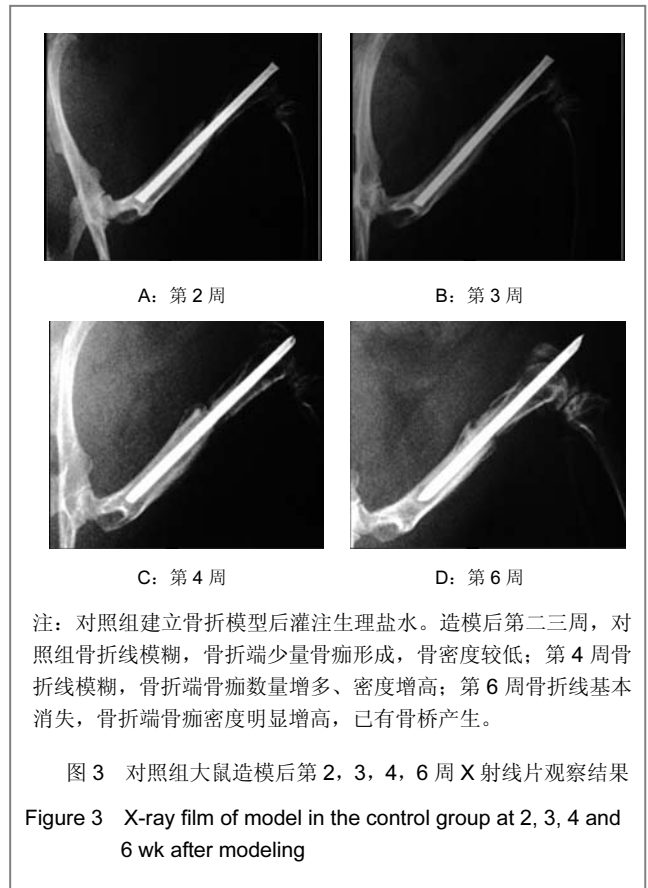 A：第 2 周
B：第 3 周
C：第 4 周
D：第 6 周
注：对照组建立骨折模型后灌注生理盐水。造模后第二三周，对
照组骨折线模糊，骨折端少量骨痂形成，骨密度较低；第 4 周骨
折线模糊，骨折端骨痂数量增多、密度增高；第 6 周骨折线基本
消失，骨折端骨痂密度明显增高，已有骨桥产生。
图 3 对照组大鼠造模后第 2，3，4，6 周 X 射线片观察结果
Figure 3 X-ray film of model in the control group at 2, 3, 4 and
6 wk after modeling